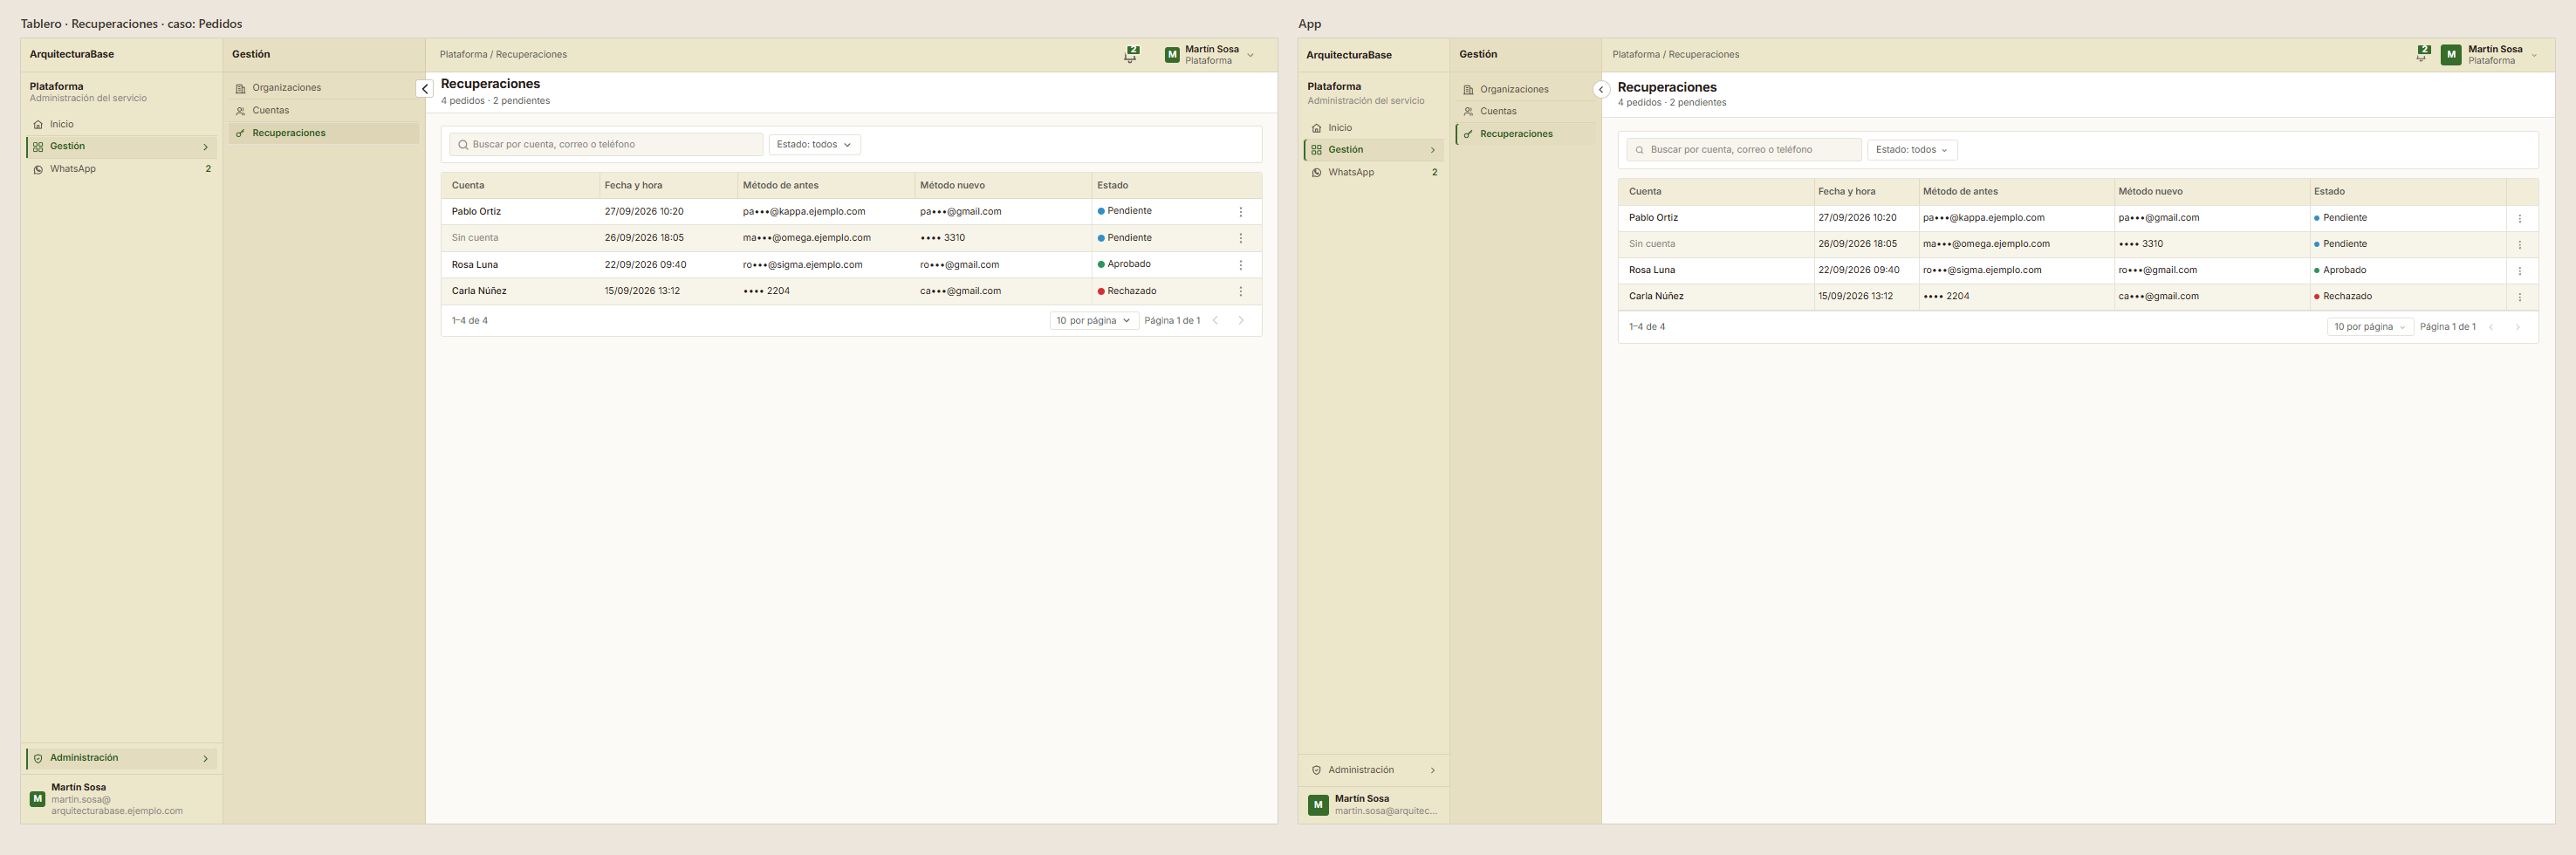 Tablero · Recuperaciones · caso: Pedidos
ArquitecturaBase
Gestión
Plataforma / Recuperaciones
2
M
Martín Sosa
Plataforma
Plataforma
Administración del servicio
Inicio
Gestión
WhatsApp 2
Organizaciones
Cuentas
Recuperaciones
Recuperaciones
4 pedidos · 2 pendientes
Buscar por cuenta, correo o teléfono
Estado: todos
Cuenta Fecha y hora Método de antes Método nuevo Estado
Pablo Ortiz 27/09/2026 10:20 pa•••@kappa.ejemplo.com pa•••@gmail.com Pendiente
Sin cuenta 26/09/2026 18:05 ma•••@omega.ejemplo.com •••• 3310 Pendiente
Rosa Luna 22/09/2026 09:40 ro•••@sigma.ejemplo.com ro•••@gmail.com Aprobado
Carla Núñez 15/09/2026 13:12 •••• 2204 ca•••@gmail.com Rechazado
1–4 de 4 10 por página Página 1 de 1
Administración
M
Martín Sosa
martin.sosa@
arquitecturabase.ejemplo.com
App
ArquitecturaBase
Gestión
Plataforma / Recuperaciones
2
M
Martín Sosa
Plataforma
Plataforma
Administración del servicio
Inicio
Gestión
WhatsApp 2
Organizaciones
Cuentas
Recuperaciones
Recuperaciones
4 pedidos · 2 pendientes
Buscar por cuenta, correo o teléfono
Estado: todos
Cuenta Fecha y hora Método de antes Método nuevo Estado
Pablo Ortiz 27/09/2026 10:20 pa•••@kappa.ejemplo.com pa•••@gmail.com Pendiente
Sin cuenta 26/09/2026 18:05 ma•••@omega.ejemplo.com •••• 3310 Pendiente
Rosa Luna 22/09/2026 09:40 ro•••@sigma.ejemplo.com ro•••@gmail.com Aprobado
Carla Núñez 15/09/2026 13:12 •••• 2204 ca•••@gmail.com Rechazado
1–4 de 4 10 por página Página 1 de 1
Administración
M
Martín Sosa
martin.sosa@arquitec...